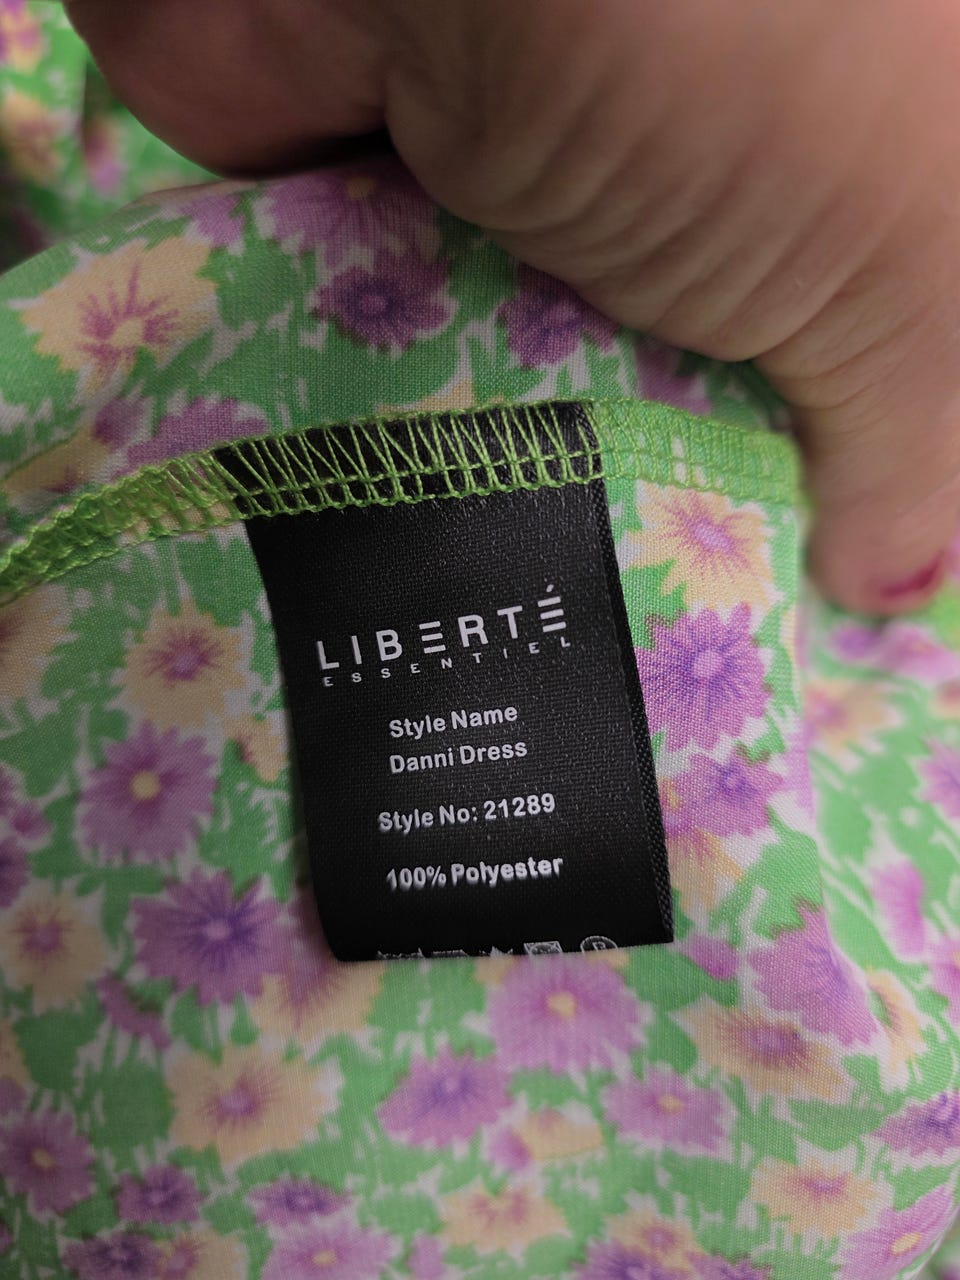 LIBERTÉ
ESSENTIEL
Style Name
Danni Dress
Style No: 21289
100% Polyester
P